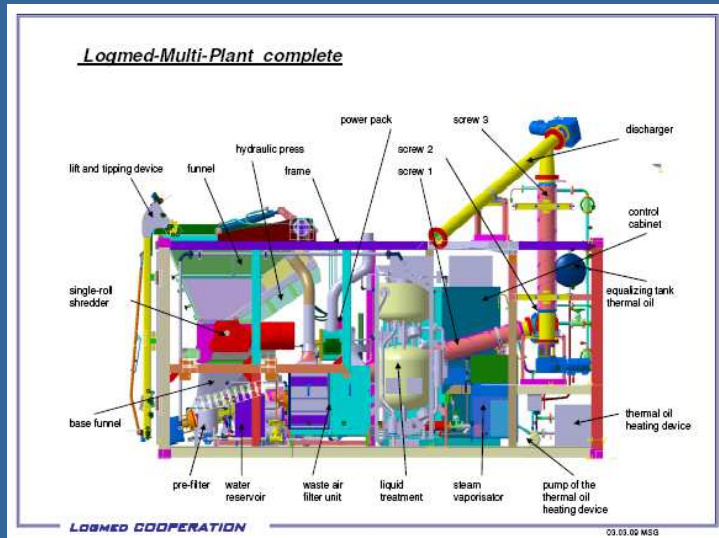 Logmed-Multi-Plant complete
power pack
screw 3
discharger
hydraulic press
screw 2
lift and tipping device
funnel
frame
screw 1
control
cabinet
single-roll
shredder
equalizing tank
thermal oil
base funnel
thermal oil
heating device
pre-filter
water
reservoir
waste air
filter unit
liquid
treatment
steam
vaporisator
pump of the
thermal oil
heating device
LOGMED COOPERATION
03.03.09 MSG